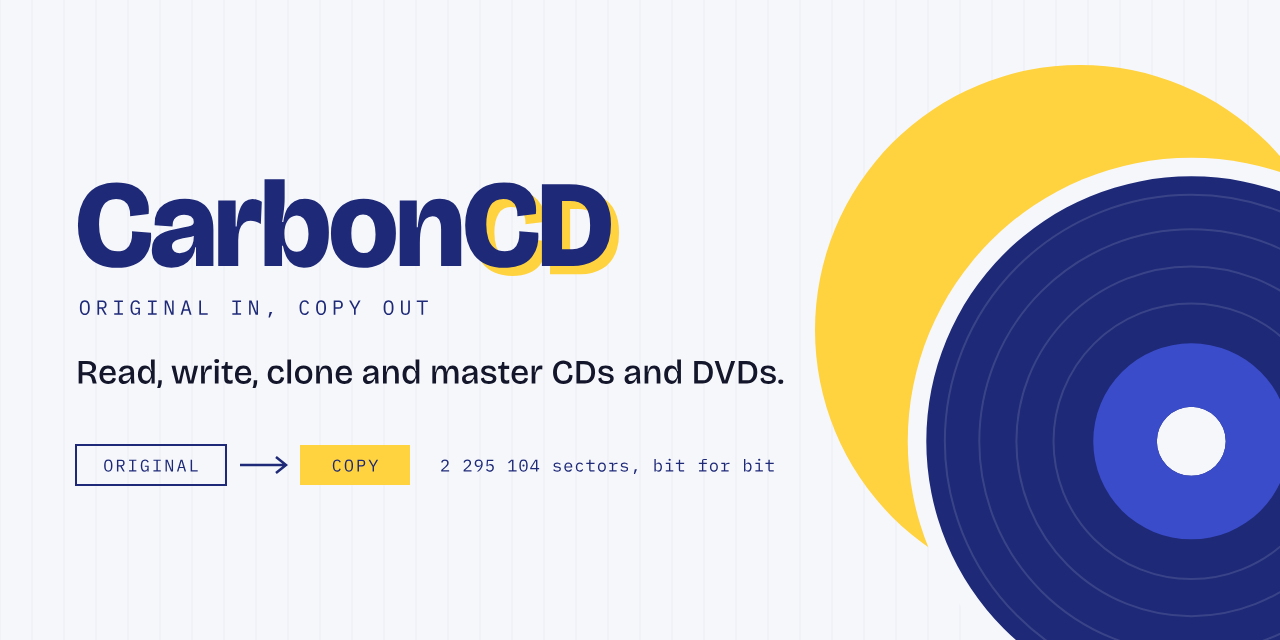 CarbonCD
ORIGINAL IN, COPY OUT
Read, write, clone and master CDs and DVDs.
ORIGINAL → COPY 2 295 104 sectors, bit for bit